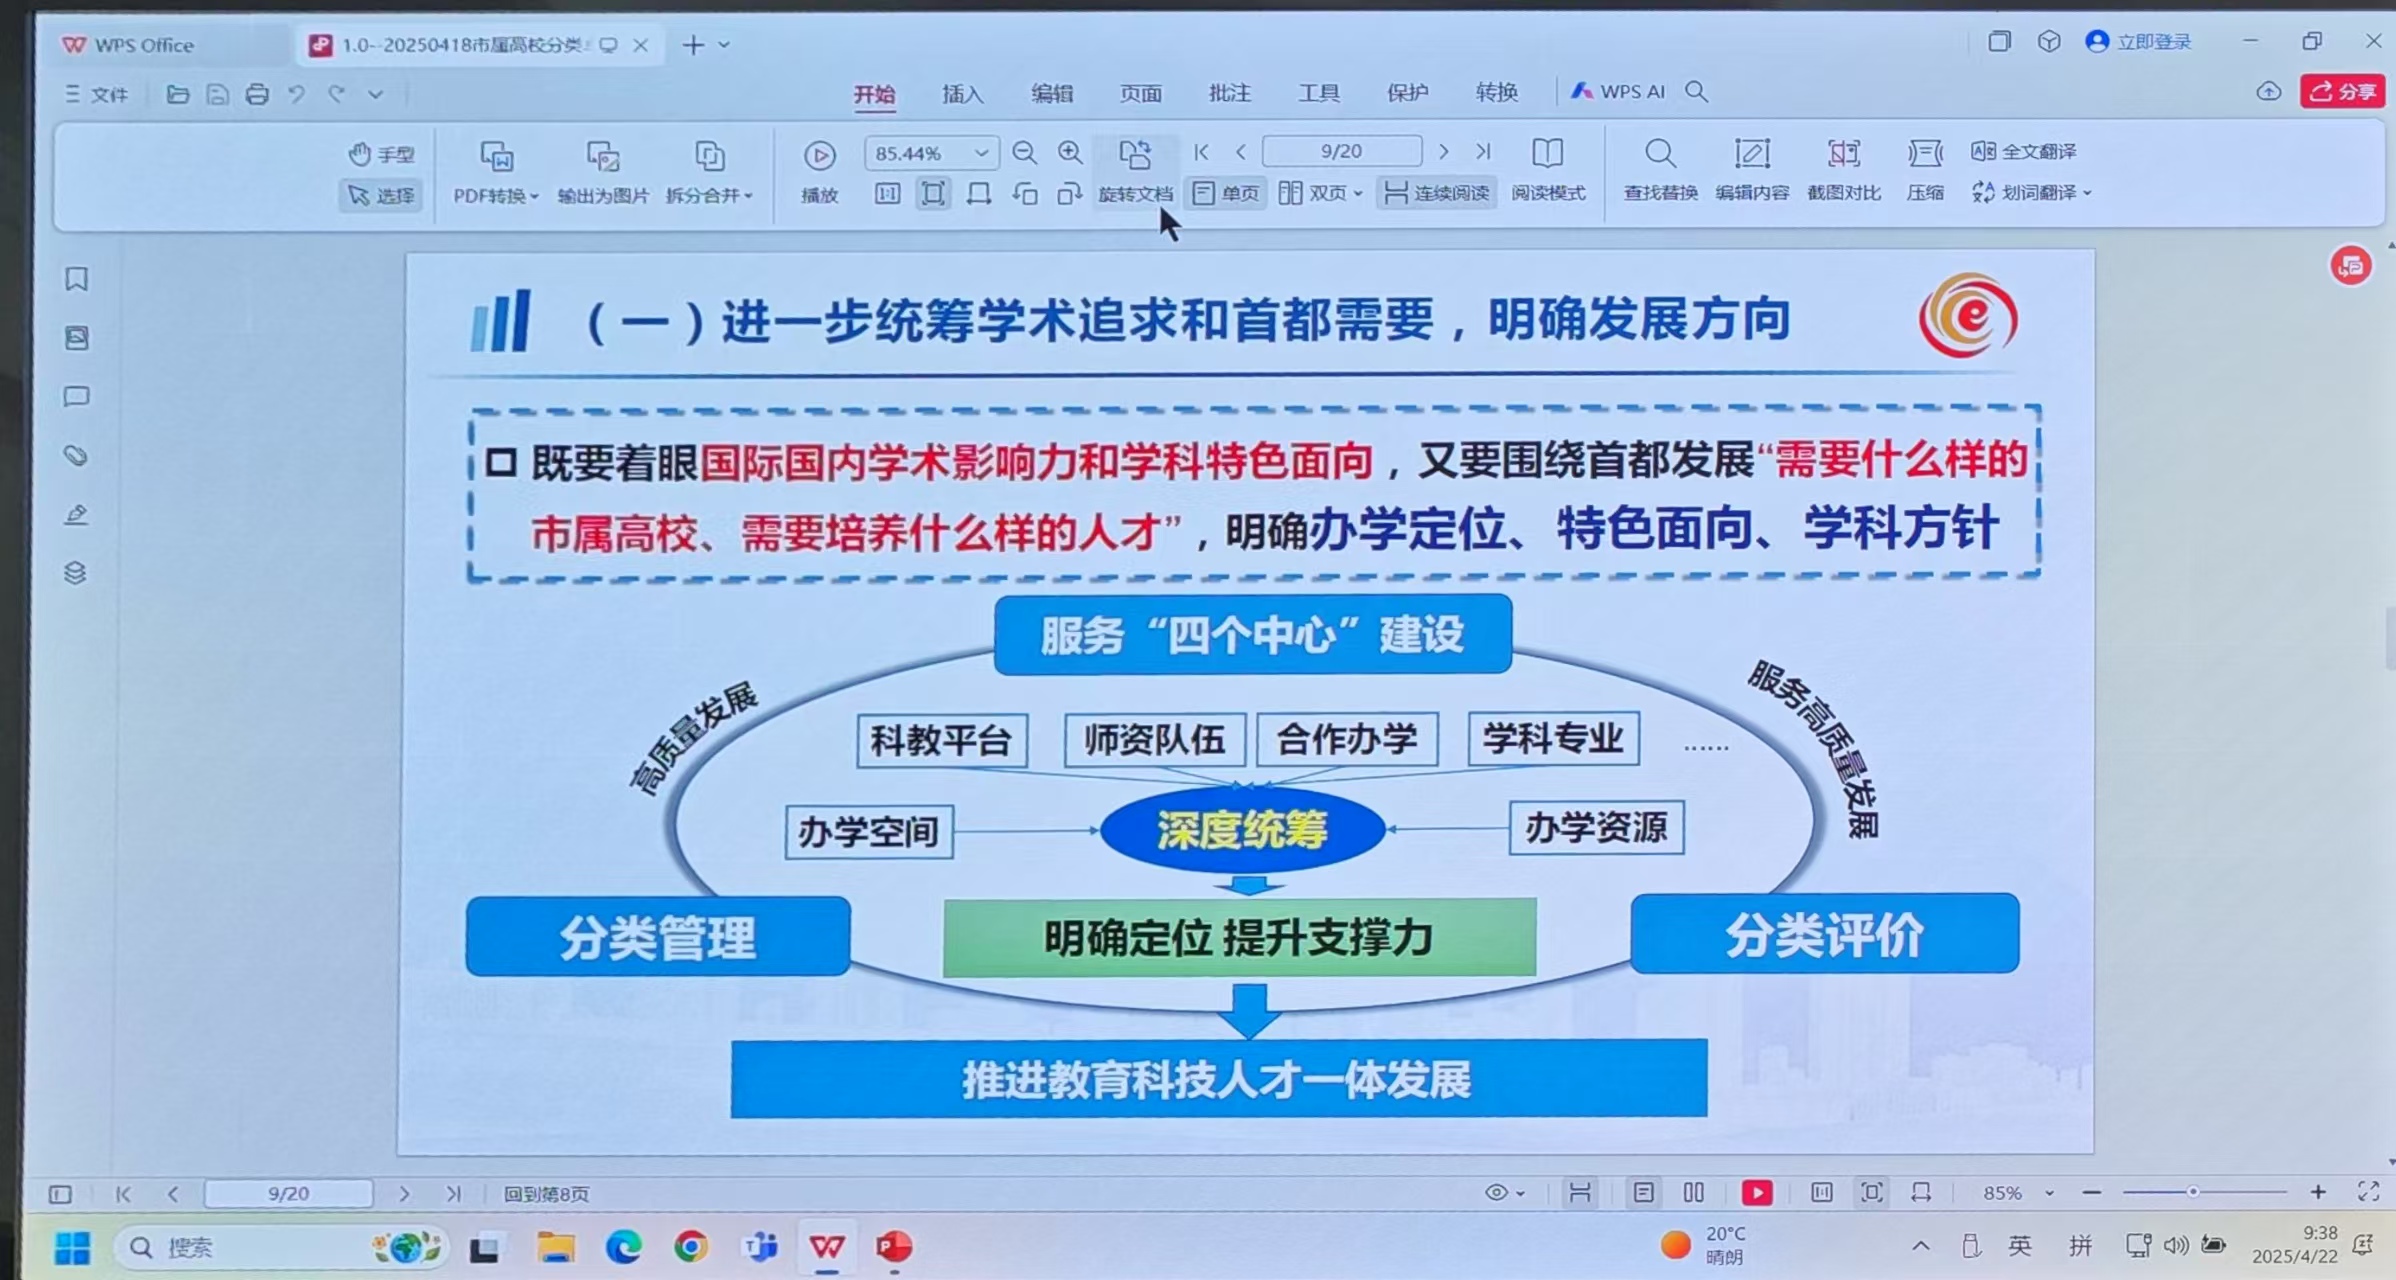 WPS Office
1.0--20250418市属高校分类
立即登录
文件
开始 插入 编辑 页面 批注 工具 保护 转换 WPS AI
分享
手型
选择
PDF转换 输出为图片 拆分合并
播放
85.44%
旋转文档
9/20
单页 双页 连续阅读 阅读模式
查找替换 编辑内容 截图对比 压缩
全文翻译
划词翻译
（一）进一步统筹学术追求和首都需要，明确发展方向
既要着眼国际国内学术影响力和学科特色面向，又要围绕首都发展“需要什么样的
市属高校、需要培养什么样的人才”，明确办学定位、特色面向、学科方针
服务“四个中心”建设
高质量发展
服务高质量发展
科教平台 师资队伍 合作办学 学科专业 ……
办学空间 深度统筹 办学资源
分类管理 明确定位 提升支撑力 分类评价
推进教育科技人才一体发展
9/20 回到第8页
85%
搜索
20°C
晴朗
英 拼
9:38
2025/4/22